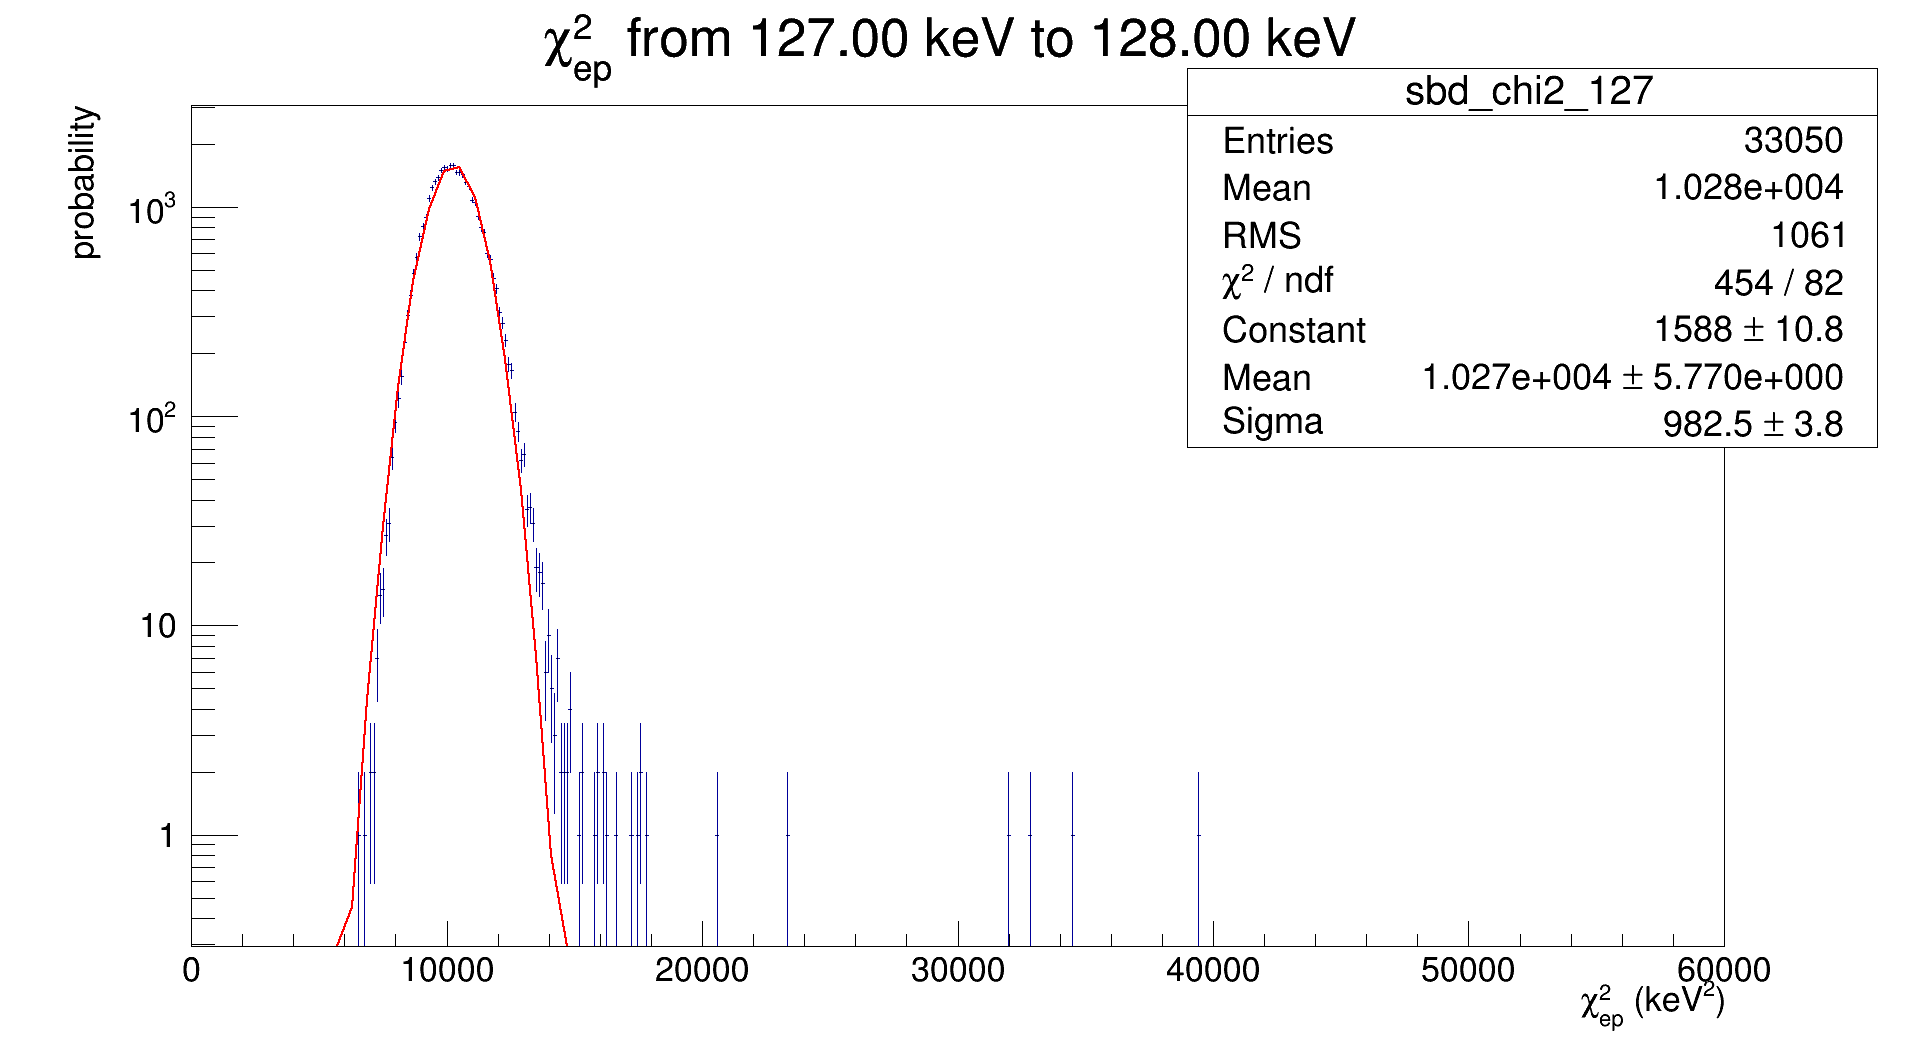 χ²ep from 127.00 keV to 128.00 keV
sbd_chi2_127
Entries 33050
Mean 1.028e+004
RMS 1061
χ² / ndf 454 / 82
Constant 1588 ± 10.8
Mean 1.027e+004 ± 5.770e+000
Sigma 982.5 ± 3.8
probability
10³
10²
10
1
0 10000 20000 30000 40000 50000 60000
χ²ep (keV²)